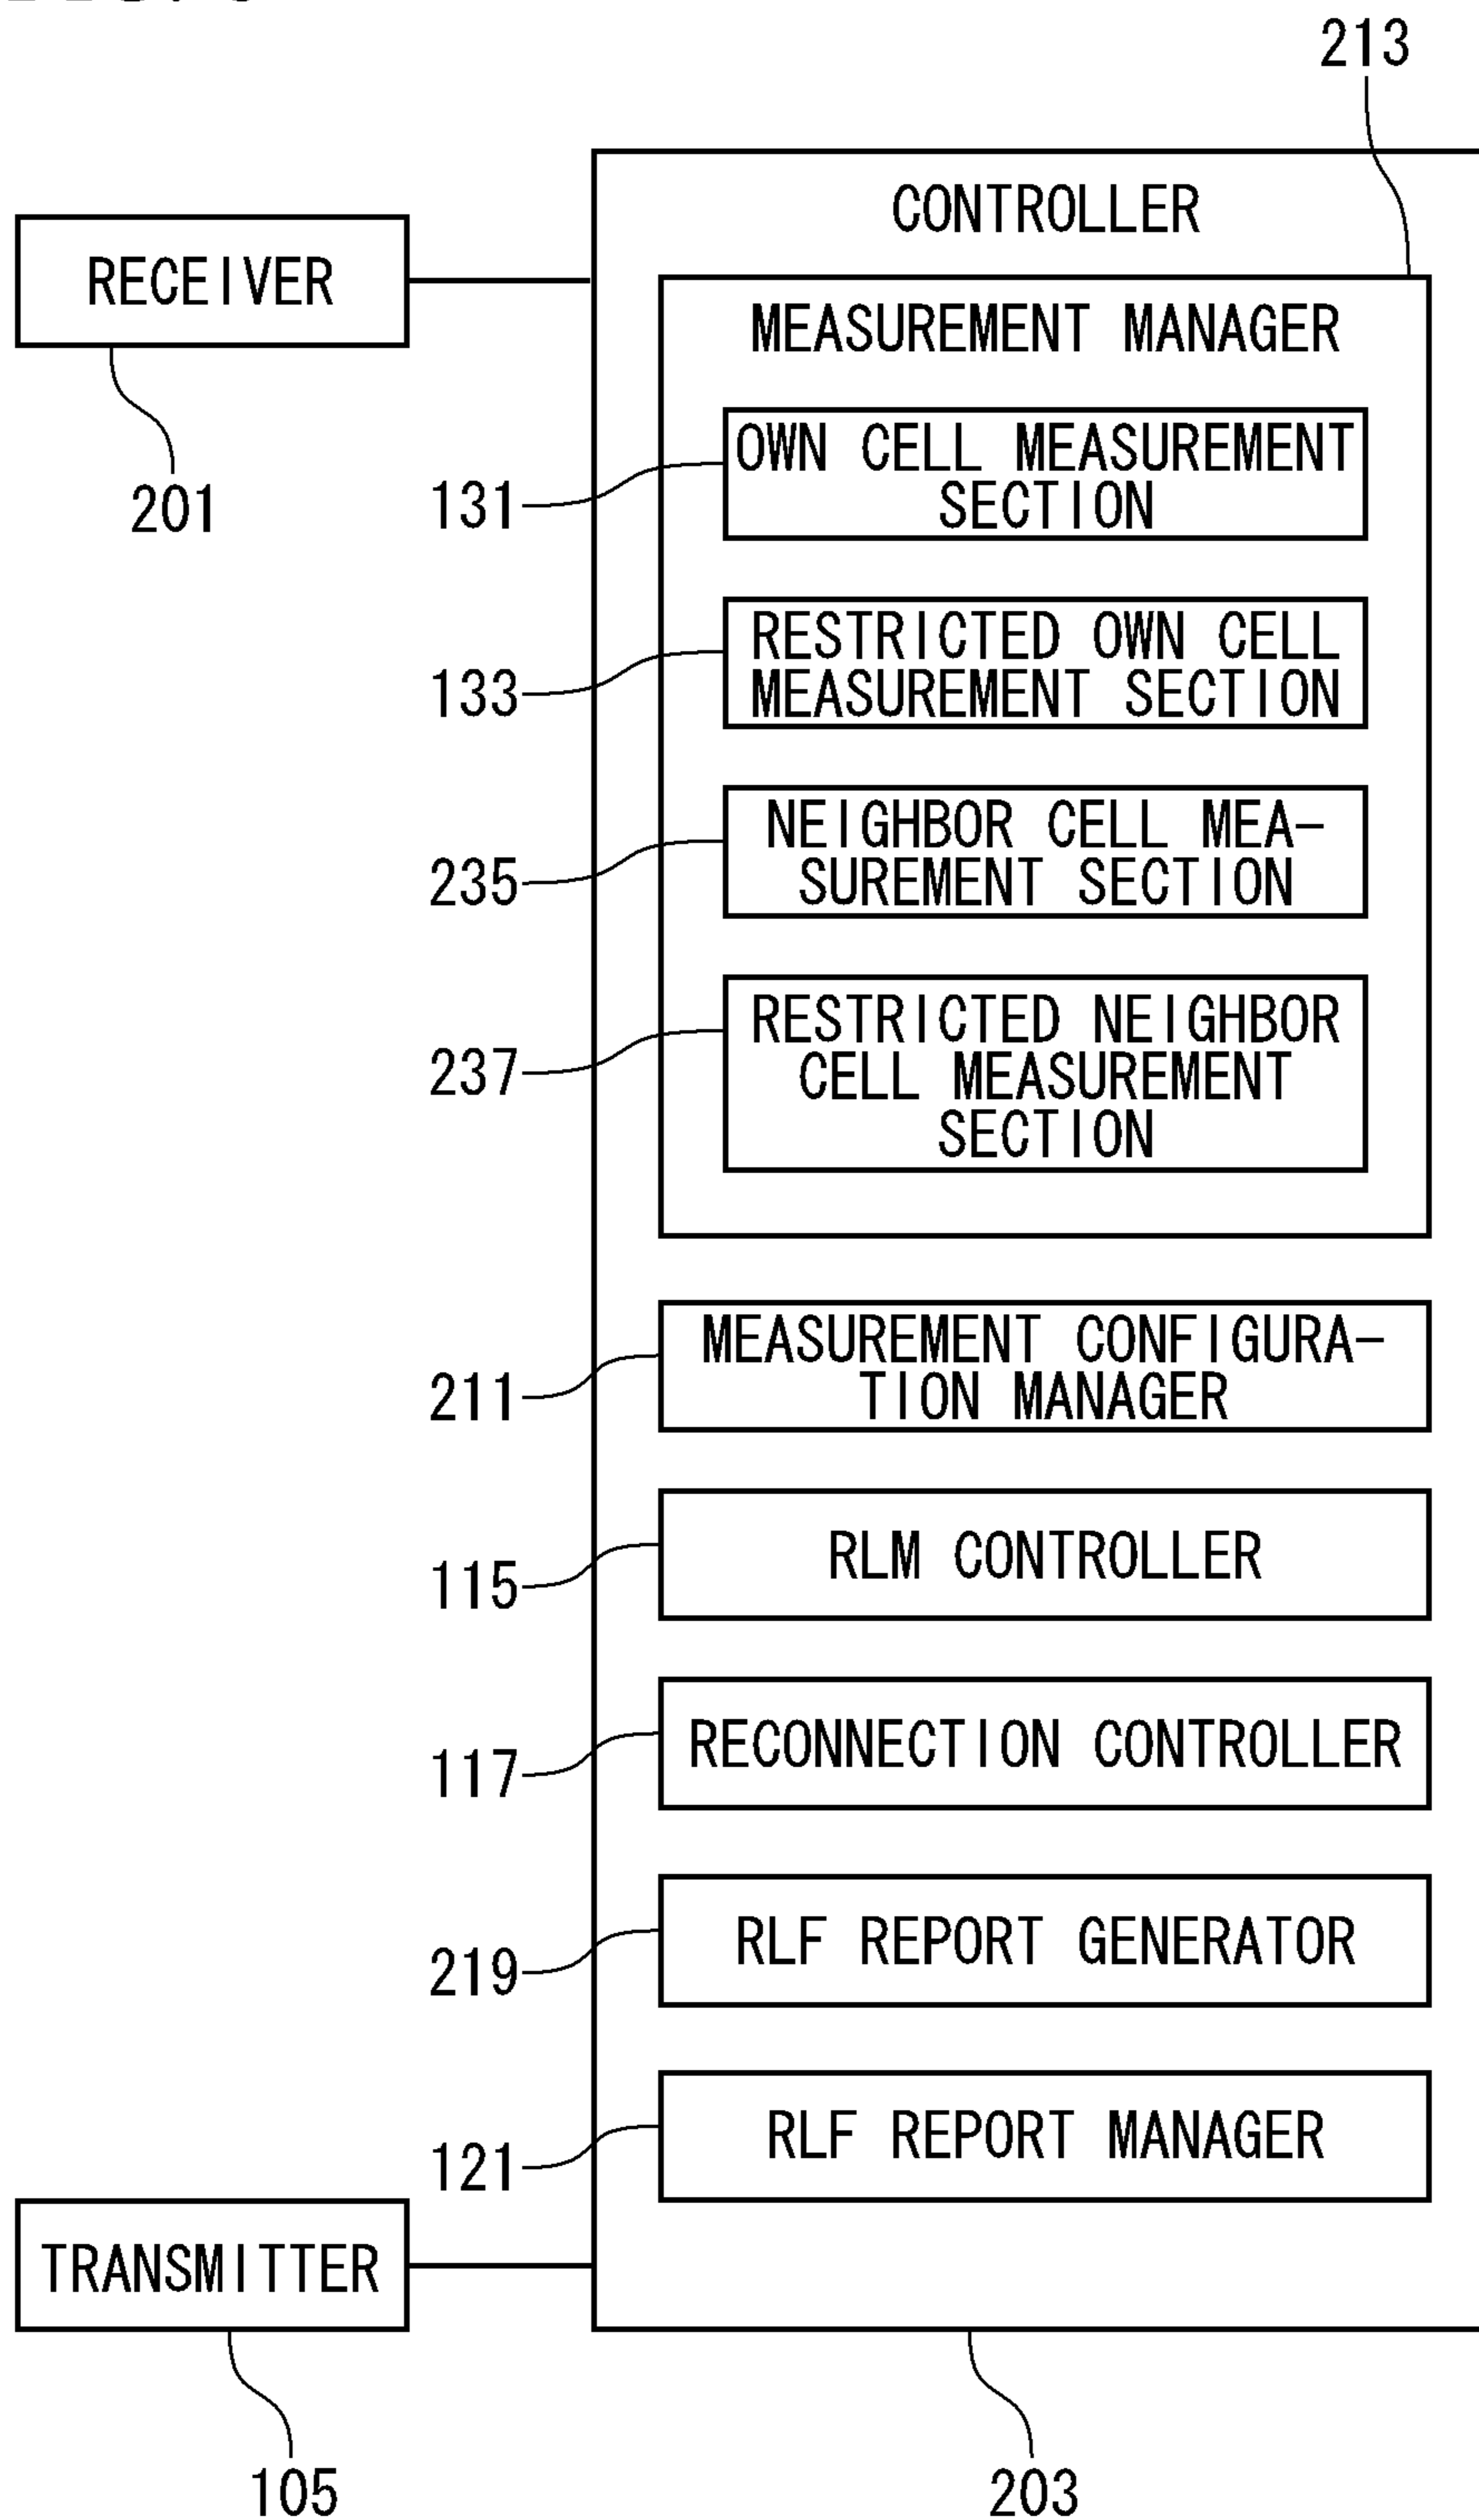 213
CONTROLLER
RECEIVER
201
MEASUREMENT MANAGER
OWN CELL MEASUREMENT
SECTION
131
RESTRICTED OWN CELL
MEASUREMENT SECTION
133
NEIGHBOR CELL MEA-
SUREMENT SECTION
235
RESTRICTED NEIGHBOR
CELL MEASUREMENT
SECTION
237
MEASUREMENT CONFIGURA-
TION MANAGER
211
RLM CONTROLLER
115
RECONNECTION CONTROLLER
117
RLF REPORT GENERATOR
219
RLF REPORT MANAGER
121
TRANSMITTER
105
203